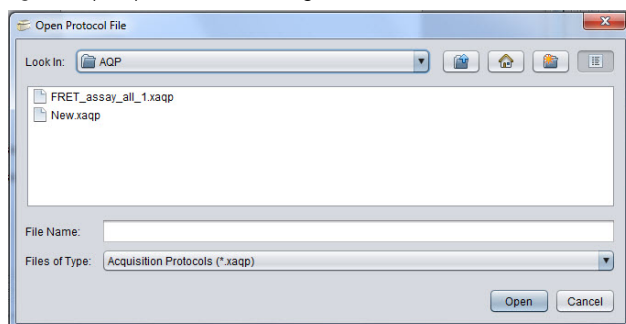 Open Protocol File
Look In: AQP
FRET_assay_all_1.xaqp
New.xaqp
File Name:
Files of Type: Acquisition Protocols (*.xaqp)
Open Cancel